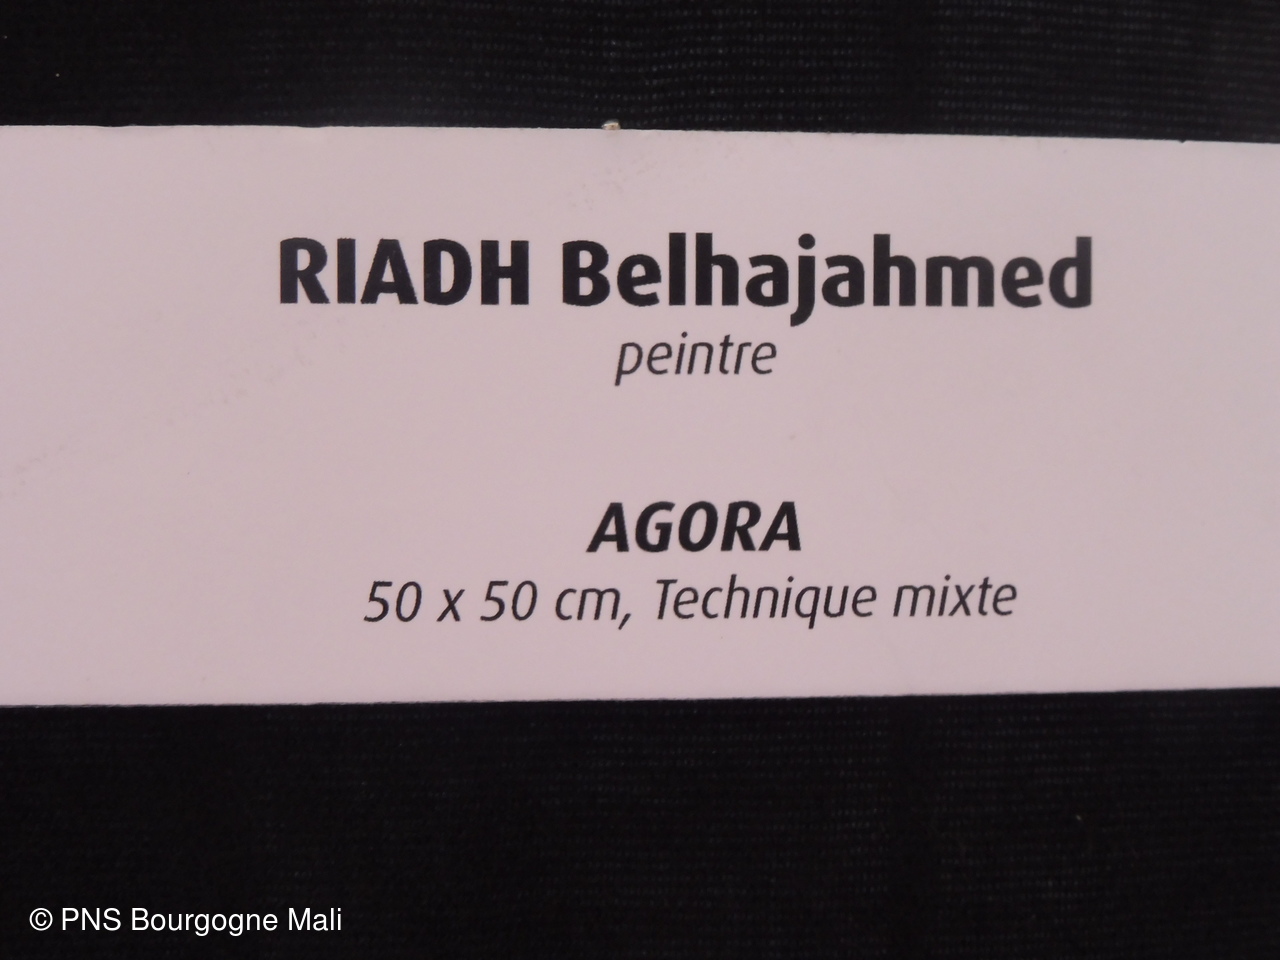 RIADH Belhajahmed
peintre
AGORA
50 x 50 cm, Technique mixte
© PNS Bourgogne Mali